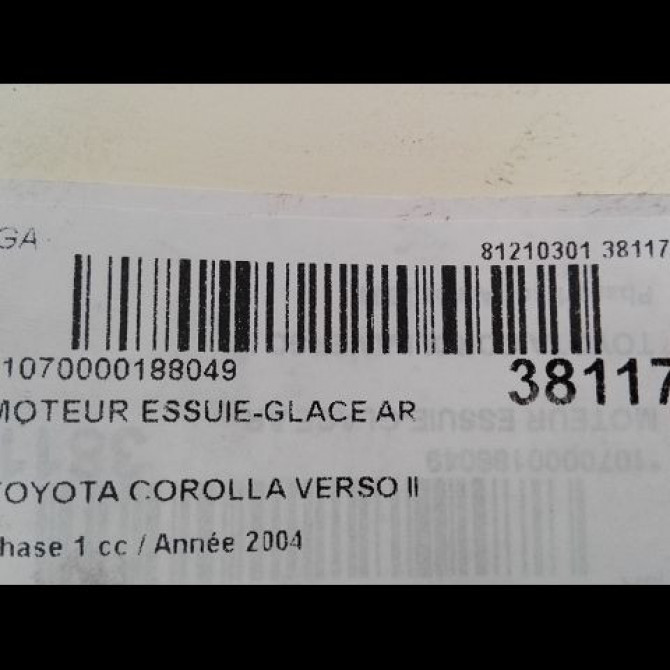 GA
81210301 38117
1070000188049
38117
MOTEUR ESSUIE-GLACE AR
TOYOTA COROLLA VERSO II
hase 1 cc / Année 2004